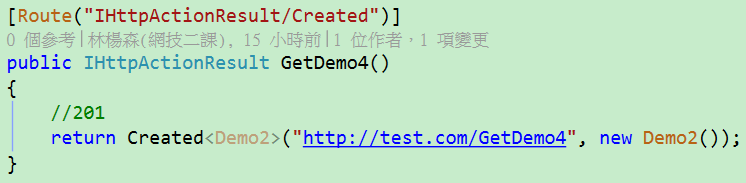 [Route("IHttpActionResult/Created")]
0 個參考|林楊森(網技二課), 15 小時前|1 位作者，1 項變更
public IHttpActionResult GetDemo4()
{
//201
return Created<Demo2>("http://test.com/GetDemo4", new Demo2());
}